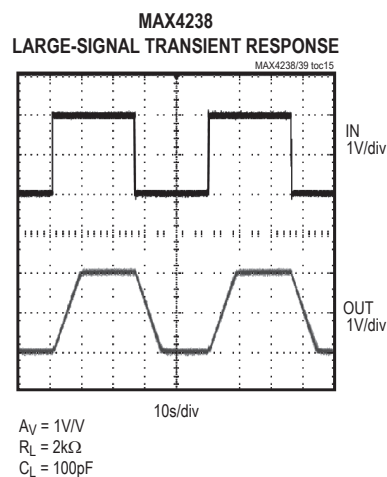 MAX4238
LARGE-SIGNAL TRANSIENT RESPONSE
MAX4238/39 toc15
IN
1V/div
OUT
1V/div
10s/div
AV = 1V/V
RL = 2kΩ
CL = 100pF